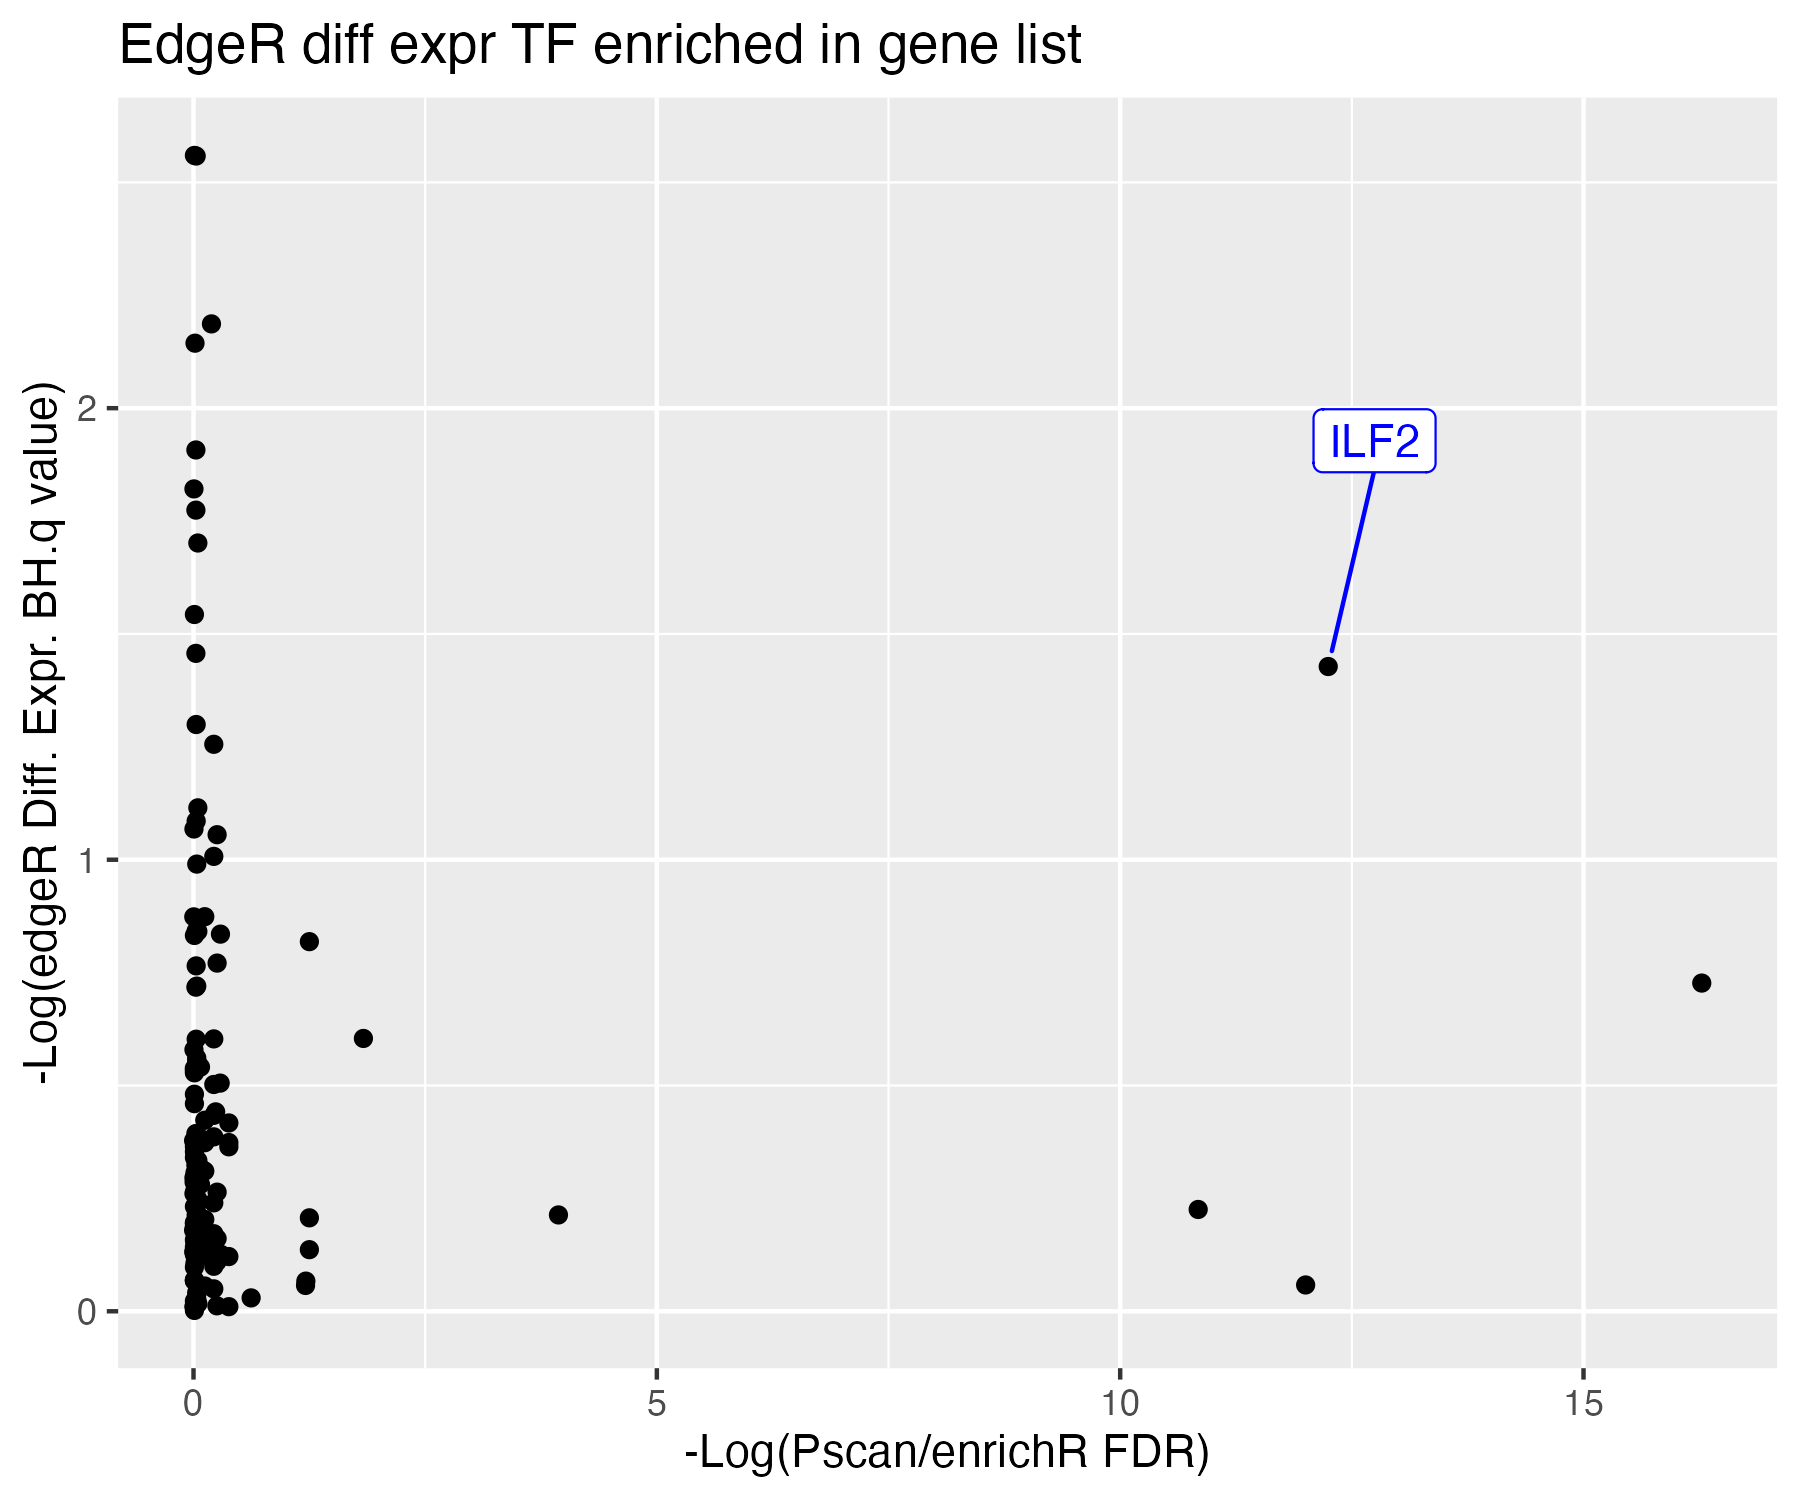 EdgeR diff expr TF enriched in gene list
-Log(edgeR Diff. Expr. BH.q value)
2
1
0
ILF2
0 5 10 15
-Log(Pscan/enrichR FDR)